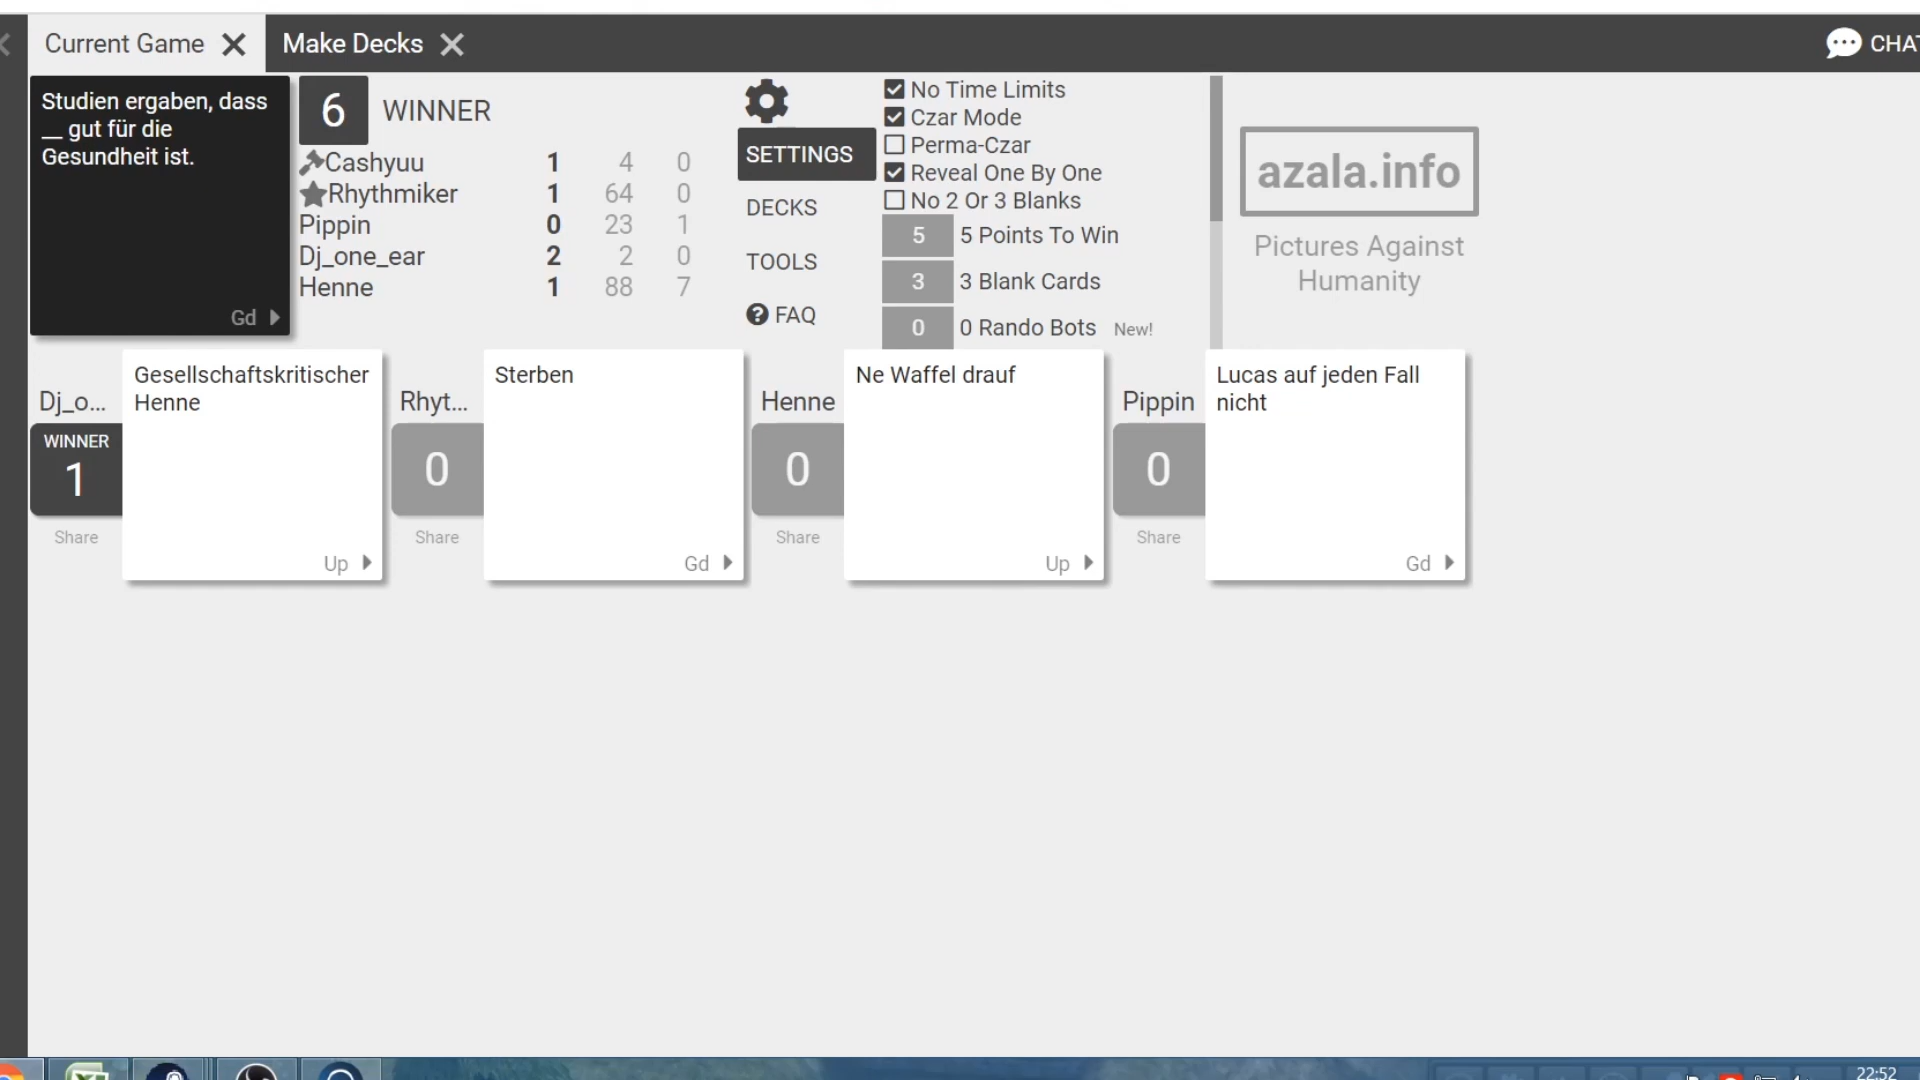 Current Game
Make Decks
CHAT
Studien ergaben, dass
__ gut für die
Gesundheit ist.
Gd
6 WINNER
Cashyuu 1 4 0
Rhythmiker 1 64 0
Pippin 0 23 1
Dj_one_ear 2 2 0
Henne 1 88 7
SETTINGS
DECKS
TOOLS
FAQ
No Time Limits
Czar Mode
Perma-Czar
Reveal One By One
No 2 Or 3 Blanks
5 5 Points To Win
3 3 Blank Cards
0 0 Rando Bots New!
azala.info
Pictures Against
Humanity
Dj_o...
WINNER
1
Share
Gesellschaftskritischer
Henne
Up
Rhyt...
0
Share
Sterben
Gd
Henne
0
Share
Ne Waffel drauf
Up
Pippin
0
Share
Lucas auf jeden Fall
nicht
Gd
22:52